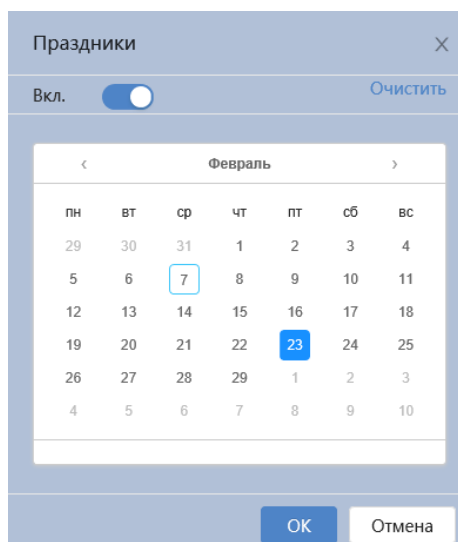 Праздники
Вкл. Очистить
Февраль
пн вт ср чт пт сб вс
29 30 31 1 2 3 4
5 6 7 8 9 10 11
12 13 14 15 16 17 18
19 20 21 22 23 24 25
26 27 28 29 1 2 3
4 5 6 7 8 9 10
ОК Отмена